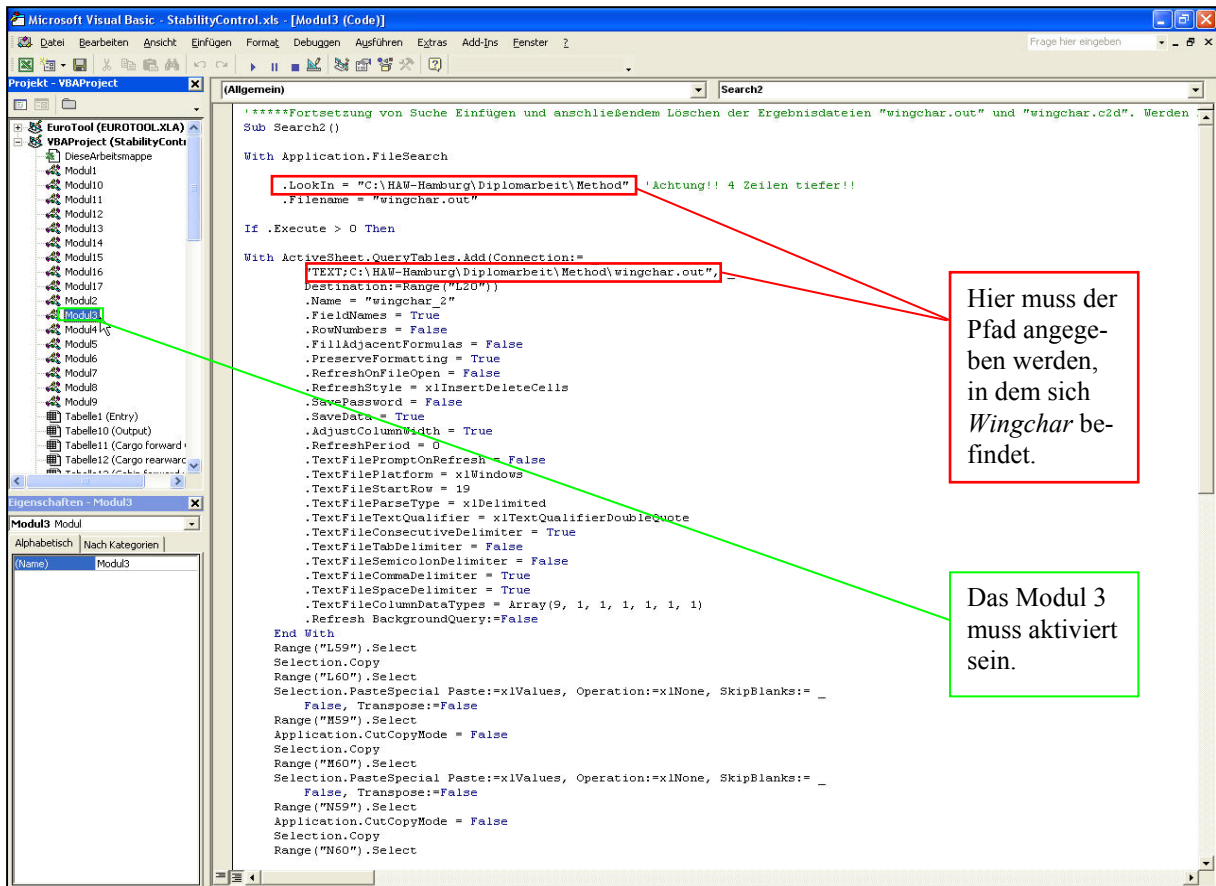 Microsoft Visual Basic - StabilityControl.xls - [Modul3 (Code)]
Datei Bearbeiten Ansicht Einfügen Format Debuggen Ausführen Extras Add-Ins Fenster ?
Frage hier eingeben
Projekt - VBAProject
EuroTool (EUROTOOL.XLA)
VBAProject (StabilityConti
DieseArbeitsmappe
Modul1
Modul10
Modul11
Modul12
Modul13
Modul14
Modul15
Modul16
Modul17
Modul2
Modul3
Modul4
Modul5
Modul6
Modul7
Modul8
Modul9
Tabelle1 (Entry)
Tabelle10 (Output)
Tabelle11 (Cargo forward
Tabelle12 (Cargo rearward
Eigenschaften - Modul3
Modul3 Modul
Alphabetisch Nach Kategorien
(Name) Modul3
(Allgemein) Search2
'*****Fortsetzung von Suche Einfügen und anschließendem Löschen der Ergebnisdateien "wingchar.out" und "wingchar.c2d". Werden
Sub Search2()
With Application.FileSearch
.LookIn = "C:\HAW-Hamburg\Diplomarbeit\Method" 'Achtung!! 4 Zeilen tiefer!!
.Filename = "wingchar.out"
If .Execute > 0 Then
With ActiveSheet.QueryTables.Add(Connection:= _
"TEXT;C:\HAW-Hamburg\Diplomarbeit\Method\wingchar.out", _
Destination:=Range("L20"))
.Name = "wingchar_2"
.FieldNames = True
.RowNumbers = False
.FillAdjacentFormulas = False
.PreserveFormatting = True
.RefreshOnFileOpen = False
.RefreshStyle = xlInsertDeleteCells
.SavePassword = False
.SaveData = True
.AdjustColumnWidth = True
.RefreshPeriod = 0
.TextFilePromptOnRefresh = False
.TextFilePlatform = xlWindows
.TextFileStartRow = 19
.TextFileParseType = xlDelimited
.TextFileTextQualifier = xlTextQualifierDoubleQuote
.TextFileConsecutiveDelimiter = True
.TextFileTabDelimiter = False
.TextFileSemicolonDelimiter = False
.TextFileCommaDelimiter = True
.TextFileSpaceDelimiter = True
.TextFileColumnDataTypes = Array(9, 1, 1, 1, 1, 1, 1)
.Refresh BackgroundQuery:=False
End With
Range("L59").Select
Selection.Copy
Range("L60").Select
Selection.PasteSpecial Paste:=xlValues, Operation:=xlNone, SkipBlanks:= _
False, Transpose:=False
Range("M59").Select
Application.CutCopyMode = False
Selection.Copy
Range("M60").Select
Selection.PasteSpecial Paste:=xlValues, Operation:=xlNone, SkipBlanks:= _
False, Transpose:=False
Range("N59").Select
Application.CutCopyMode = False
Selection.Copy
Range("N60").Select
Hier muss der
Pfad angege-
ben werden,
in dem sich
Wingchar be-
findet.
Das Modul 3
muss aktiviert
sein.